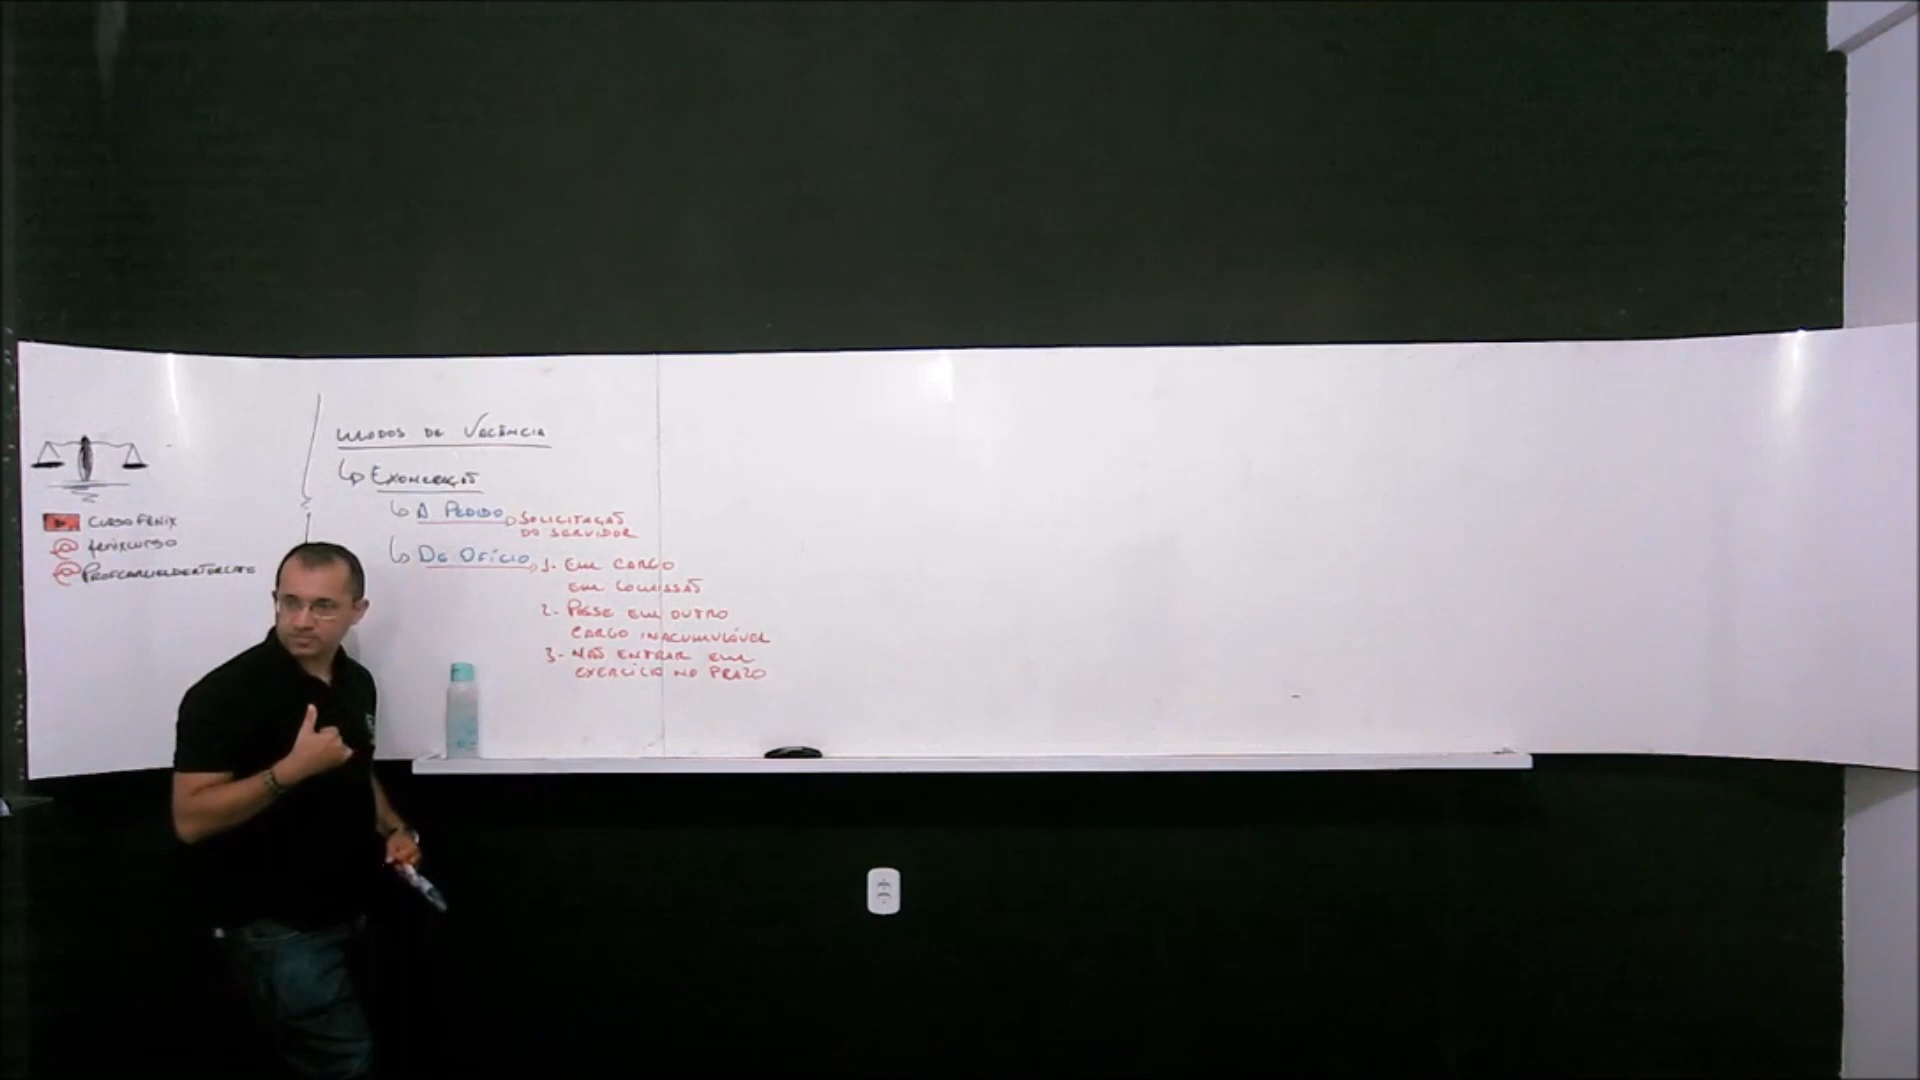 CURSO FÊNIX
@ fenixcurso
MODOS DE VACÂNCIA
EXONERAÇÃO
A PEDIDO SOLICITAÇÃO
DO SERVIDOR
DE OFÍCIO 1- EM CARGO
EM COMISSÃO
2- POSSE EM OUTRO
CARGO INACUMULÁVEL
3- NÃO ENTRAR EM
EXERCÍCIO NO PRAZO